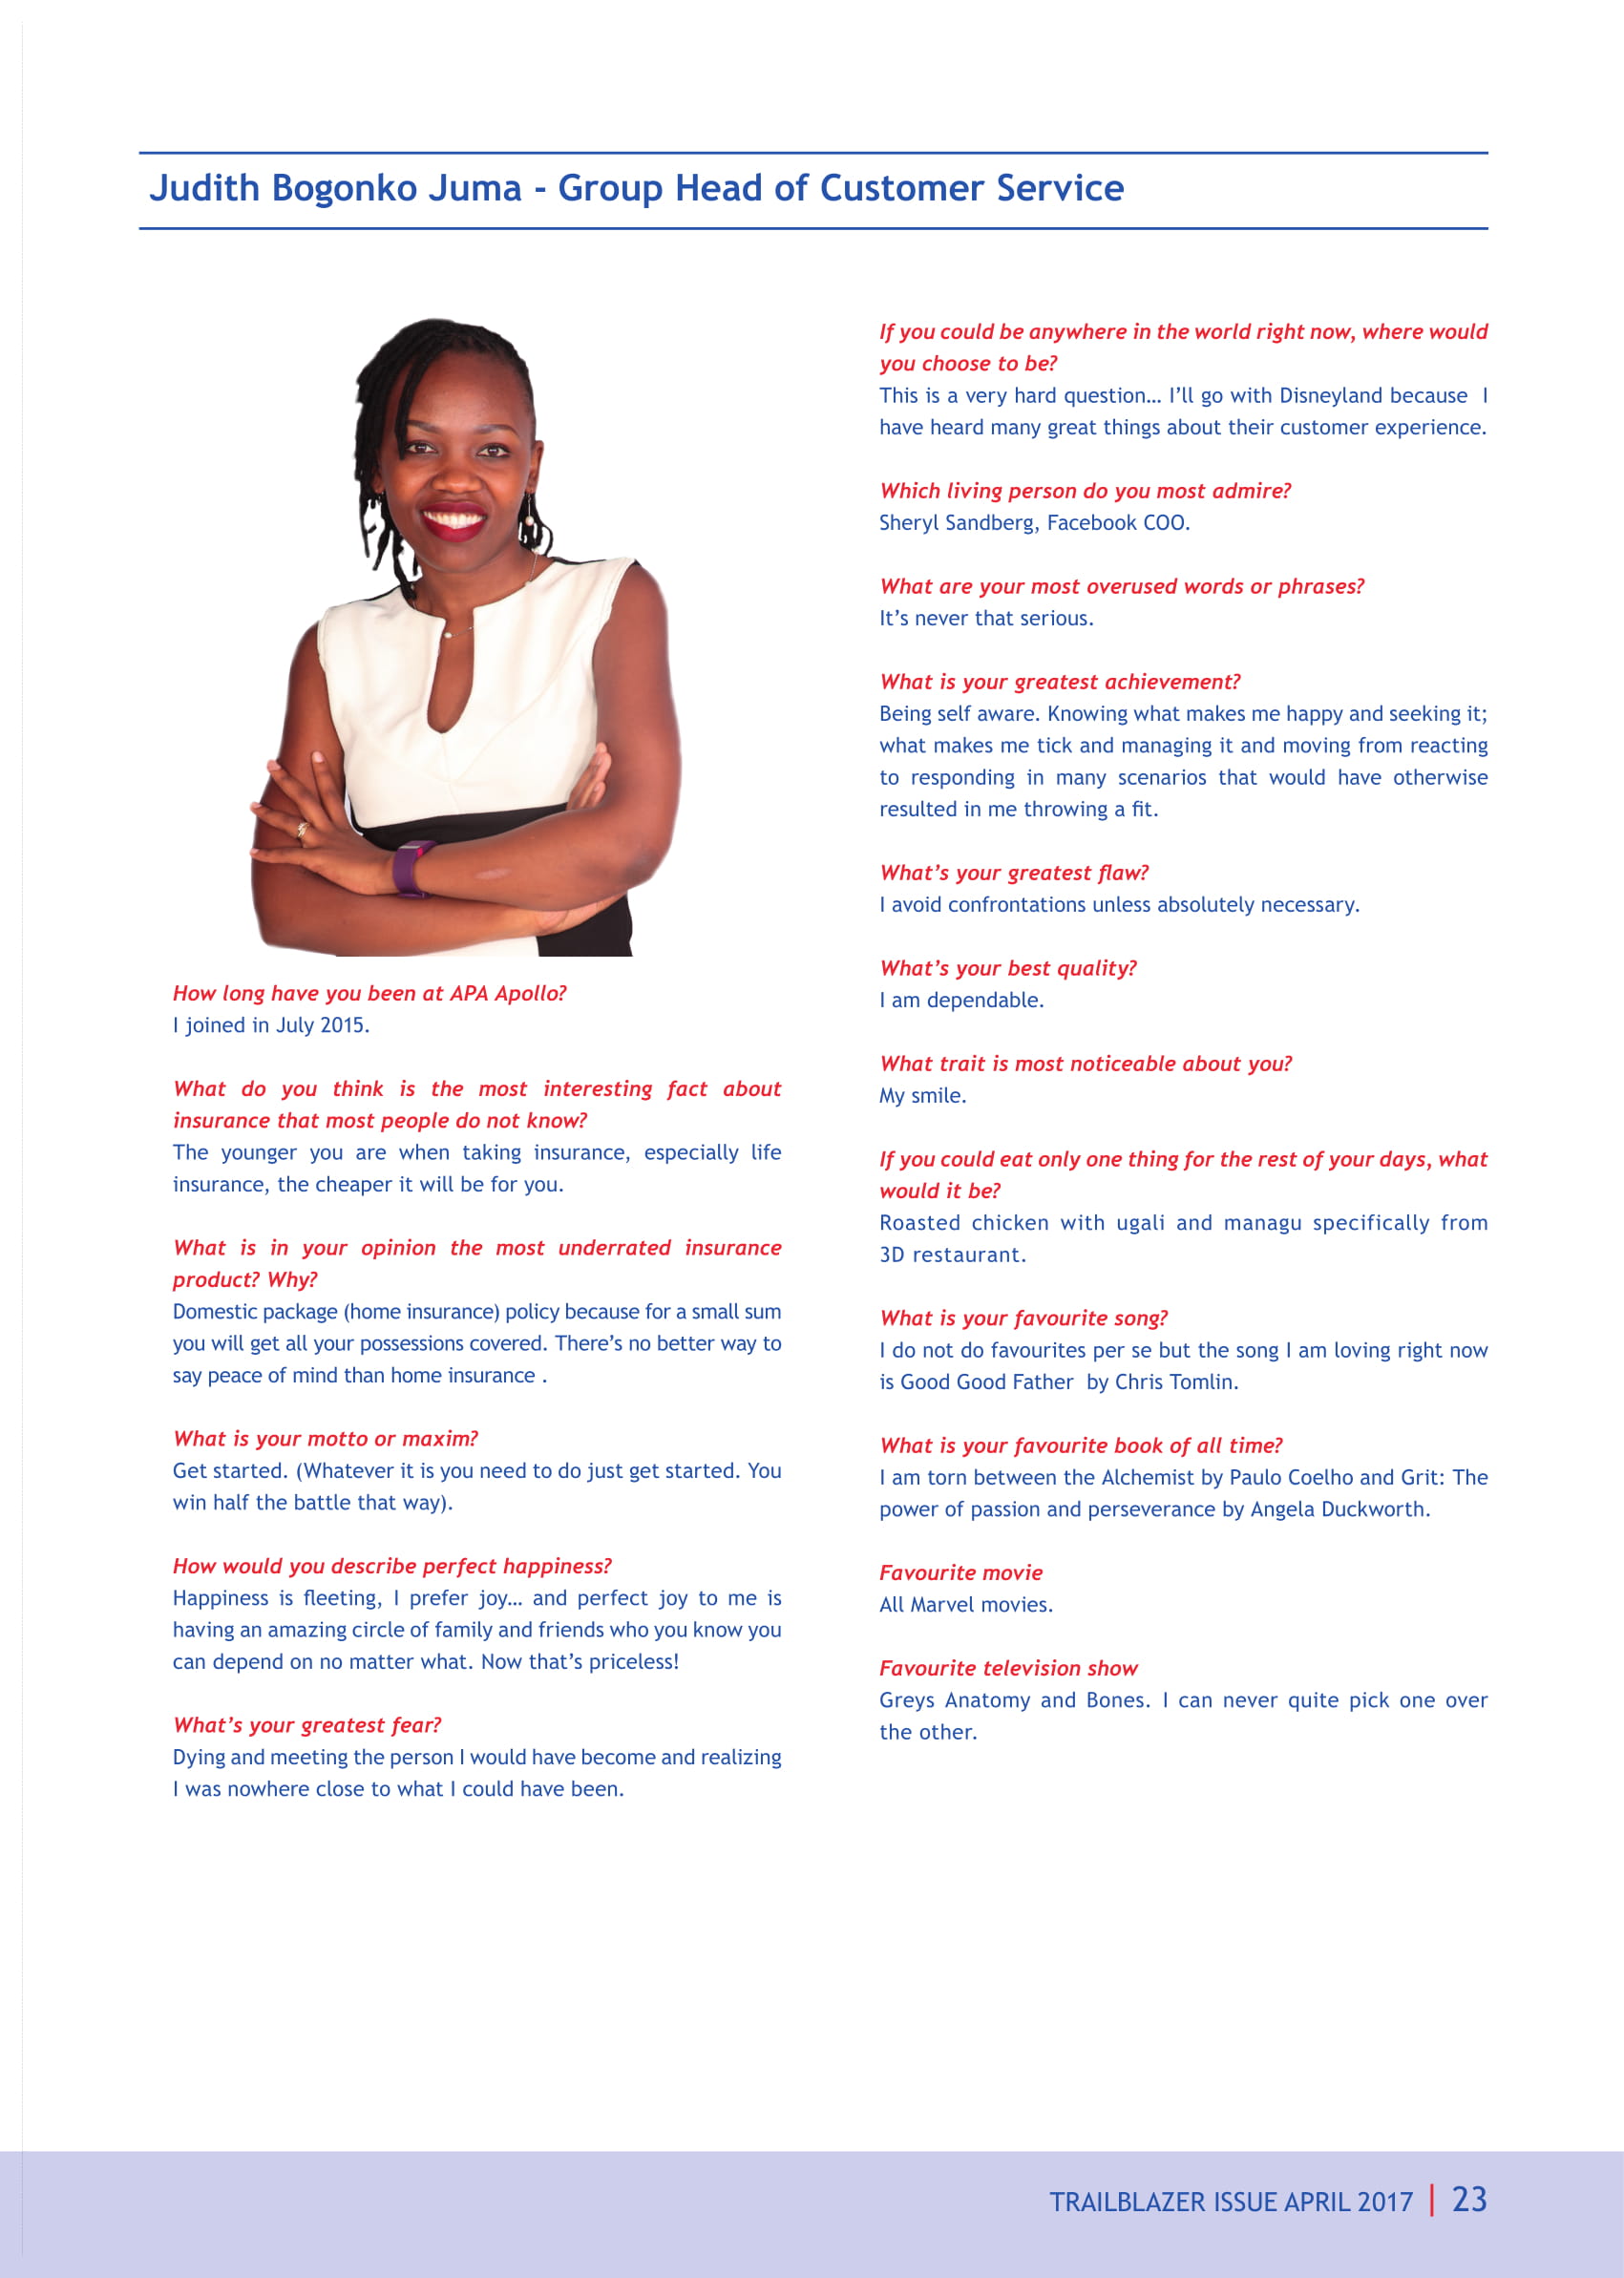 Judith Bogonko Juma - Group Head of Customer Service
How long have you been at APA Apollo?
I joined in July 2015.
What do you think is the most interesting fact about
insurance that most people do not know?
The younger you are when taking insurance, especially life
insurance, the cheaper it will be for you.
What is in your opinion the most underrated insurance
product? Why?
Domestic package (home insurance) policy because for a small sum
you will get all your possessions covered. There’s no better way to
say peace of mind than home insurance .
What is your motto or maxim?
Get started. (Whatever it is you need to do just get started. You
win half the battle that way).
How would you describe perfect happiness?
Happiness is fleeting, I prefer joy… and perfect joy to me is
having an amazing circle of family and friends who you know you
can depend on no matter what. Now that’s priceless!
What’s your greatest fear?
Dying and meeting the person I would have become and realizing
I was nowhere close to what I could have been.
If you could be anywhere in the world right now, where would
you choose to be?
This is a very hard question… I’ll go with Disneyland because  I
have heard many great things about their customer experience.
Which living person do you most admire?
Sheryl Sandberg, Facebook COO.
What are your most overused words or phrases?
It’s never that serious.
What is your greatest achievement?
Being self aware. Knowing what makes me happy and seeking it;
what makes me tick and managing it and moving from reacting
to responding in many scenarios that would have otherwise
resulted in me throwing a fit.
What’s your greatest flaw?
I avoid confrontations unless absolutely necessary.
What’s your best quality?
I am dependable.
What trait is most noticeable about you?
My smile.
If you could eat only one thing for the rest of your days, what
would it be?
Roasted chicken with ugali and managu specifically from
3D restaurant.
What is your favourite song?
I do not do favourites per se but the song I am loving right now
is Good Good Father  by Chris Tomlin.
What is your favourite book of all time?
I am torn between the Alchemist by Paulo Coelho and Grit: The
power of passion and perseverance by Angela Duckworth.
Favourite movie
All Marvel movies.
Favourite television show
Greys Anatomy and Bones. I can never quite pick one over
the other.
TRAILBLAZER ISSUE APRIL 2017 | 23